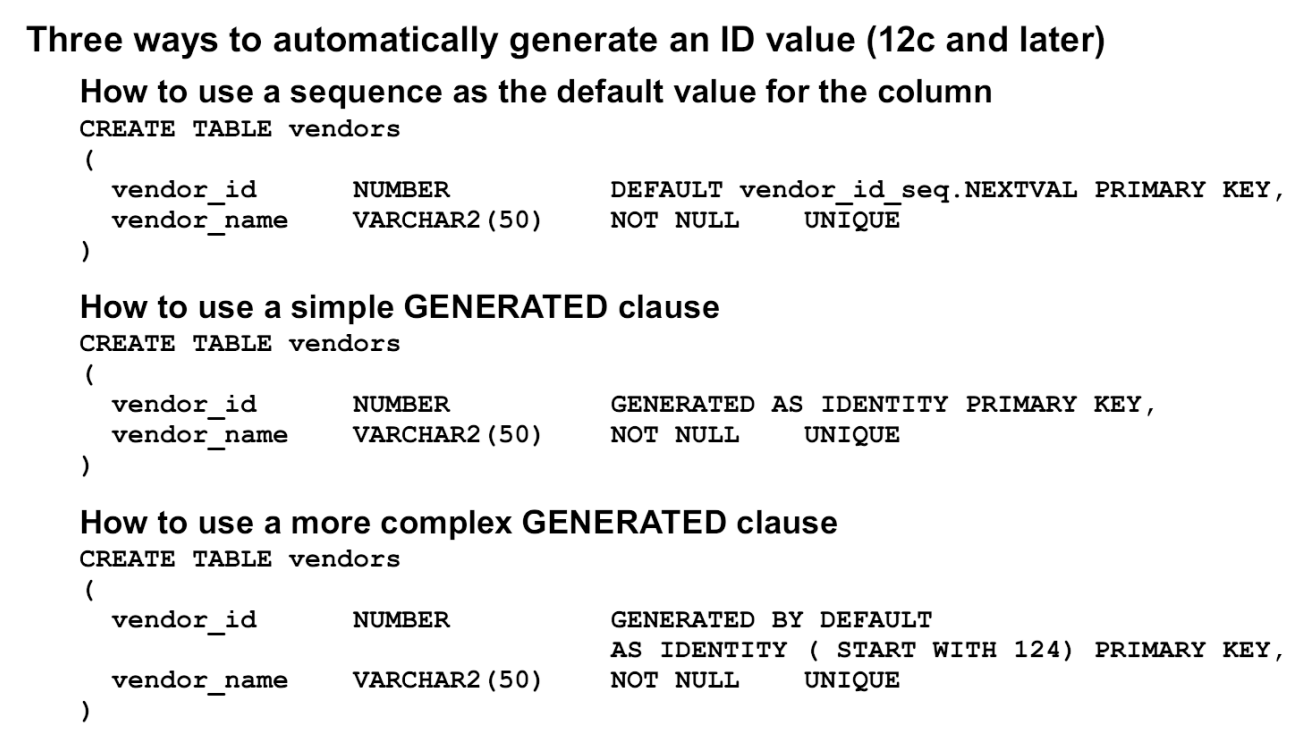 Three ways to automatically generate an ID value (12c and later)
How to use a sequence as the default value for the column
CREATE TABLE vendors
(
  vendor_id      NUMBER          DEFAULT vendor_id_seq.NEXTVAL PRIMARY KEY,
  vendor_name    VARCHAR2(50)    NOT NULL    UNIQUE
)
How to use a simple GENERATED clause
CREATE TABLE vendors
(
  vendor_id      NUMBER          GENERATED AS IDENTITY PRIMARY KEY,
  vendor_name    VARCHAR2(50)    NOT NULL    UNIQUE
)
How to use a more complex GENERATED clause
CREATE TABLE vendors
(
  vendor_id      NUMBER          GENERATED BY DEFAULT
                                 AS IDENTITY ( START WITH 124) PRIMARY KEY,
  vendor_name    VARCHAR2(50)    NOT NULL    UNIQUE
)